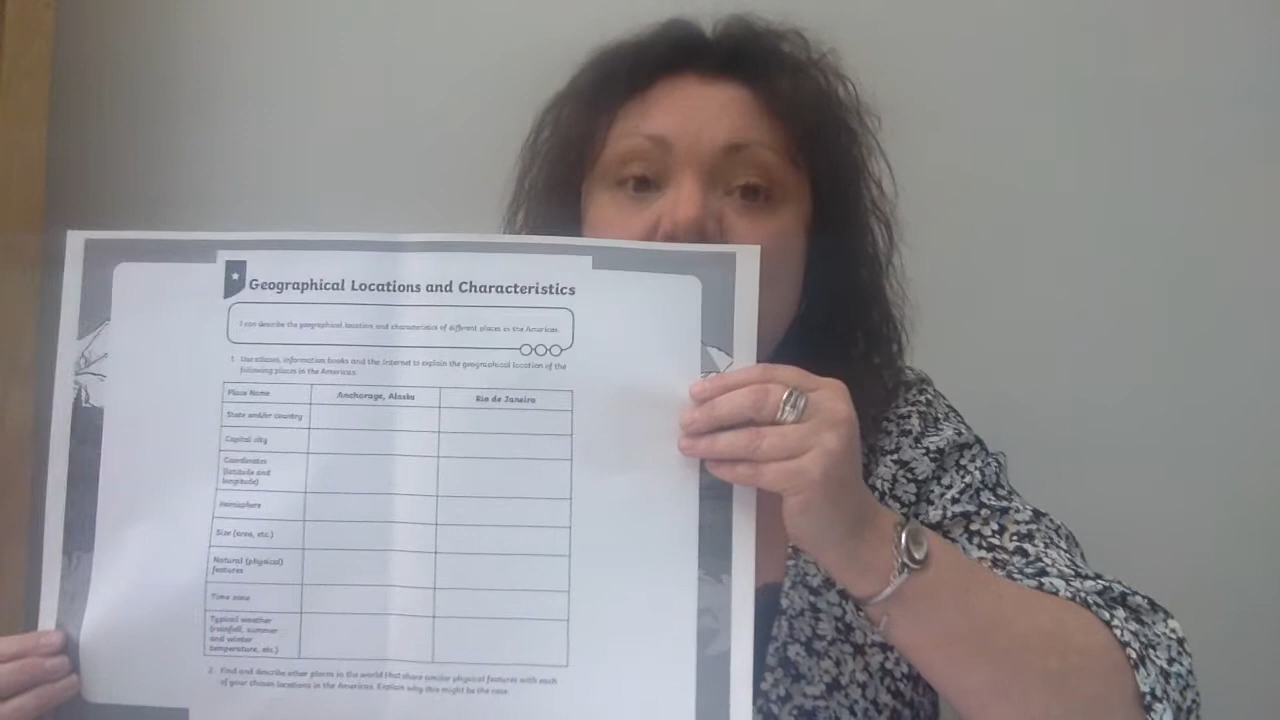 Geographical Locations and Characteristics
I can describe the geographical location and characteristics of different places in the Americas.
1. Use atlases, information books and the Internet to explain the geographical location of the
following places in the Americas.
Place Name Anchorage, Alaska Rio de Janeiro
State and/or country
Capital city
Coordinates
(latitude and
longitude)
Hemisphere
Size (area, etc.)
Natural (physical)
features
Time zone
Typical weather
(rainfall, summer
and winter
temperature, etc.)
2. Find and describe other places in the world that share similar physical features with each
of your chosen locations in the Americas. Explain why this might be the case.